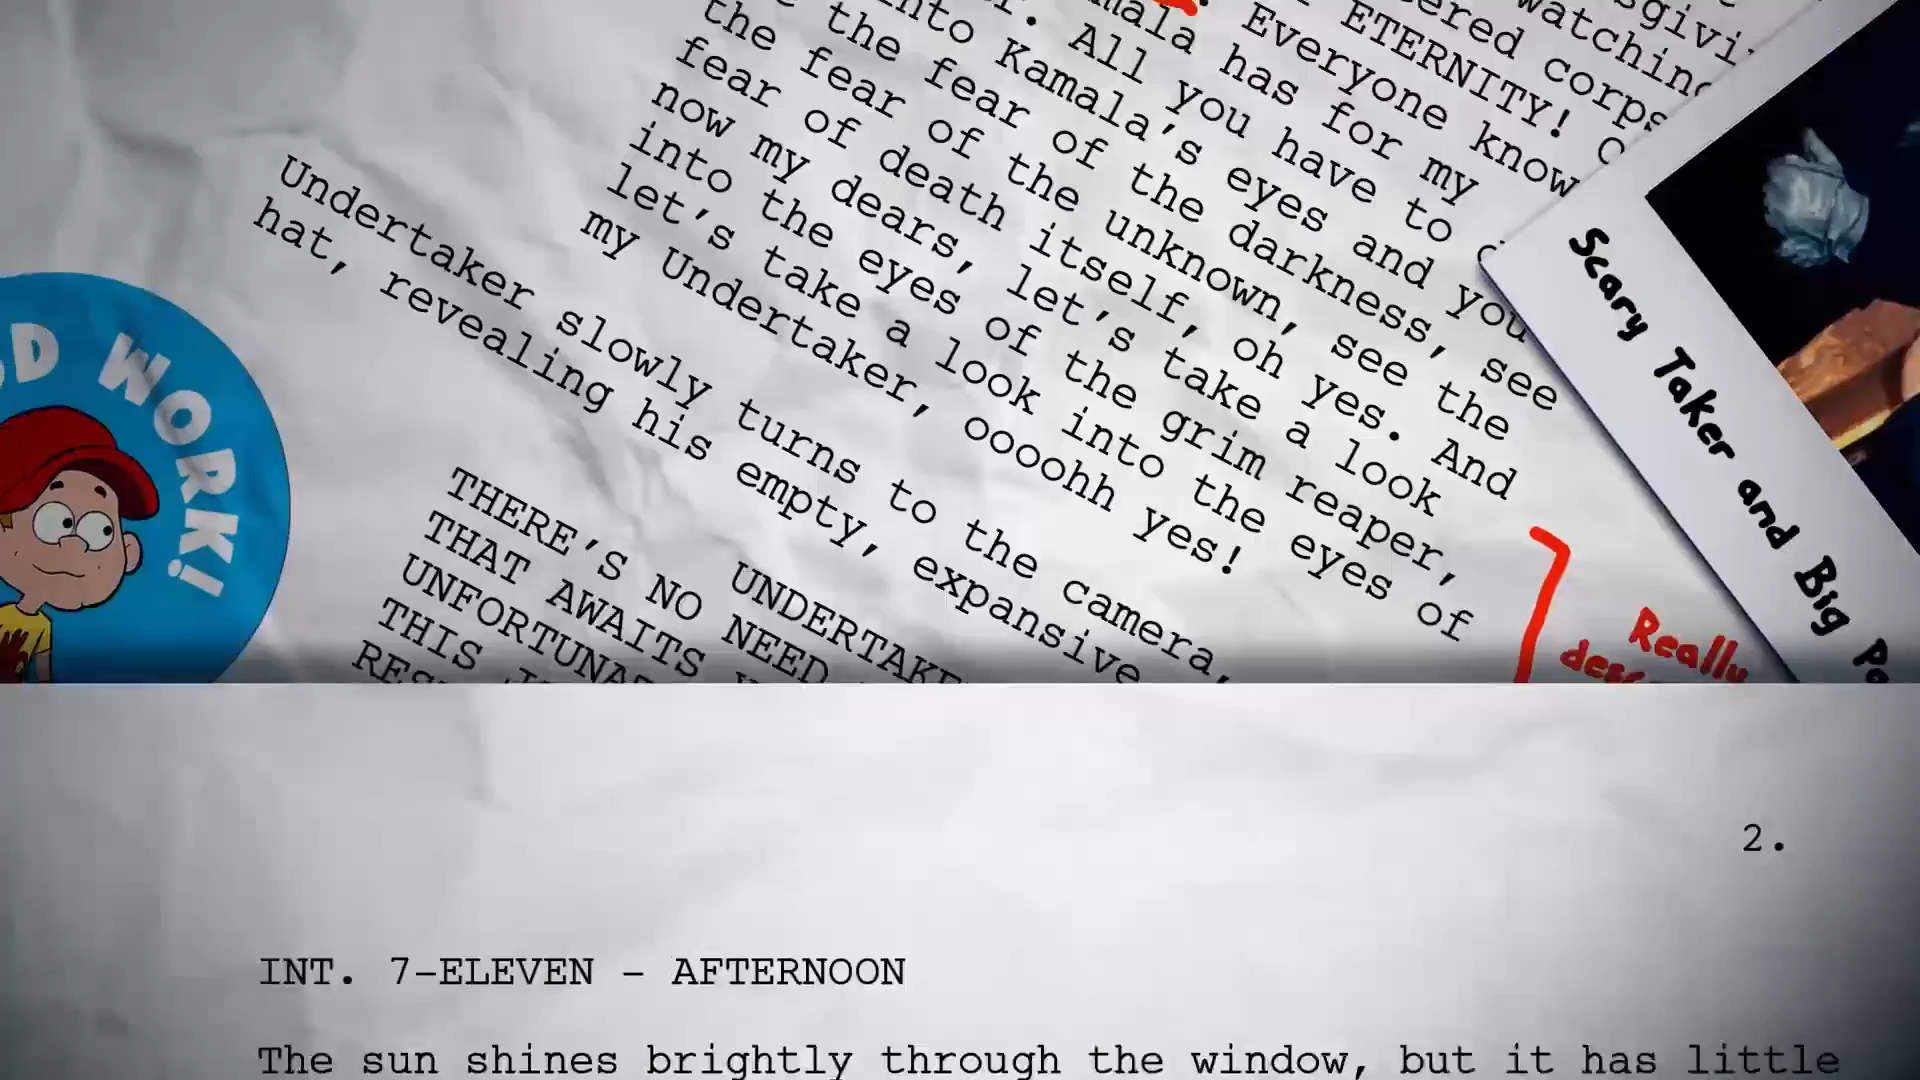 watching
corps
ETERNITY!
Everyone
has for my
All you have to
into Kamala's eyes and you
the fear of the darkness, see
the fear of the unknown, see the
fear of death itself, oh yes. And
now my dears, let's take a look
into the eyes of the grim reaper,
let's take a look into the eyes of
my Undertaker, oooohh yes!
Undertaker slowly turns to the camera,
hat, revealing his empty, expansive
THERE'S NO NEED
THAT AWAITS
THIS
WORK!
Scary Taker and Big
Really
2.
INT. 7-ELEVEN - AFTERNOON
The sun shines brightly through the window, but it has little